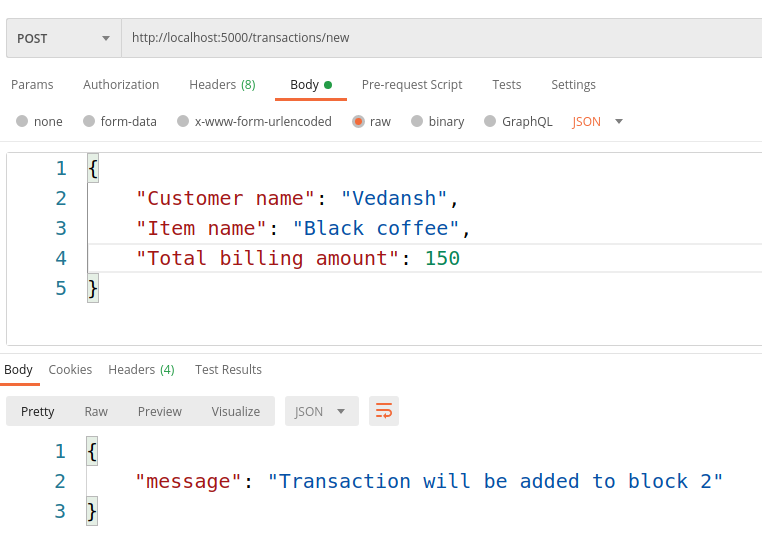 POST http://localhost:5000/transactions/new
Params Authorization Headers (8) Body Pre-request Script Tests Settings
none form-data x-www-form-urlencoded raw binary GraphQL JSON
1 {
2 "Customer name": "Vedansh",
3 "Item name": "Black coffee",
4 "Total billing amount": 150
5 }
Body Cookies Headers (4) Test Results
Pretty Raw Preview Visualize JSON
1 {
2 "message": "Transaction will be added to block 2"
3 }